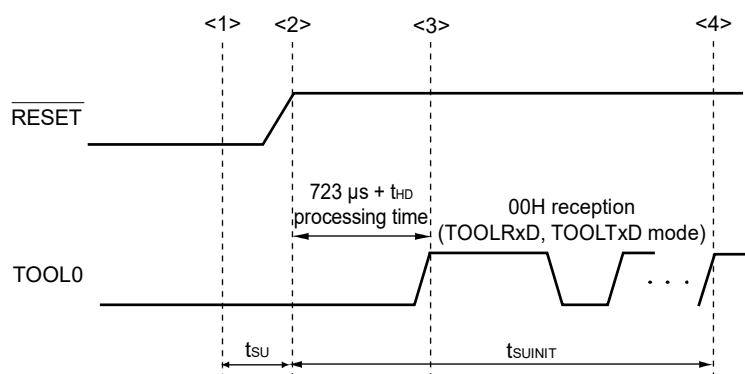 <1> <2> <3> <4>
RESET
723 µs + tHD
processing time
00H reception
(TOOLRxD, TOOLTxD mode)
TOOL0
. . .
tSU tSUINIT